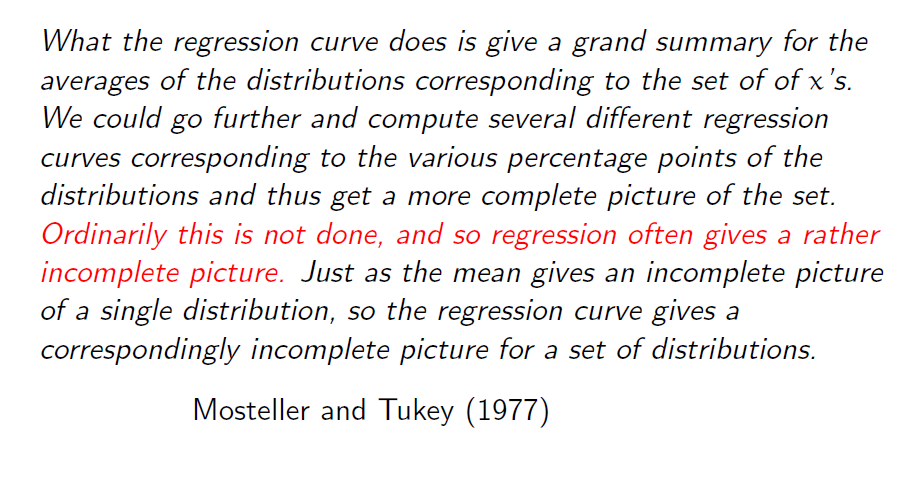 What the regression curve does is give a grand summary for the
averages of the distributions corresponding to the set of of x's.
We could go further and compute several different regression
curves corresponding to the various percentage points of the
distributions and thus get a more complete picture of the set.
Ordinarily this is not done, and so regression often gives a rather
incomplete picture. Just as the mean gives an incomplete picture
of a single distribution, so the regression curve gives a
correspondingly incomplete picture for a set of distributions.
Mosteller and Tukey (1977)